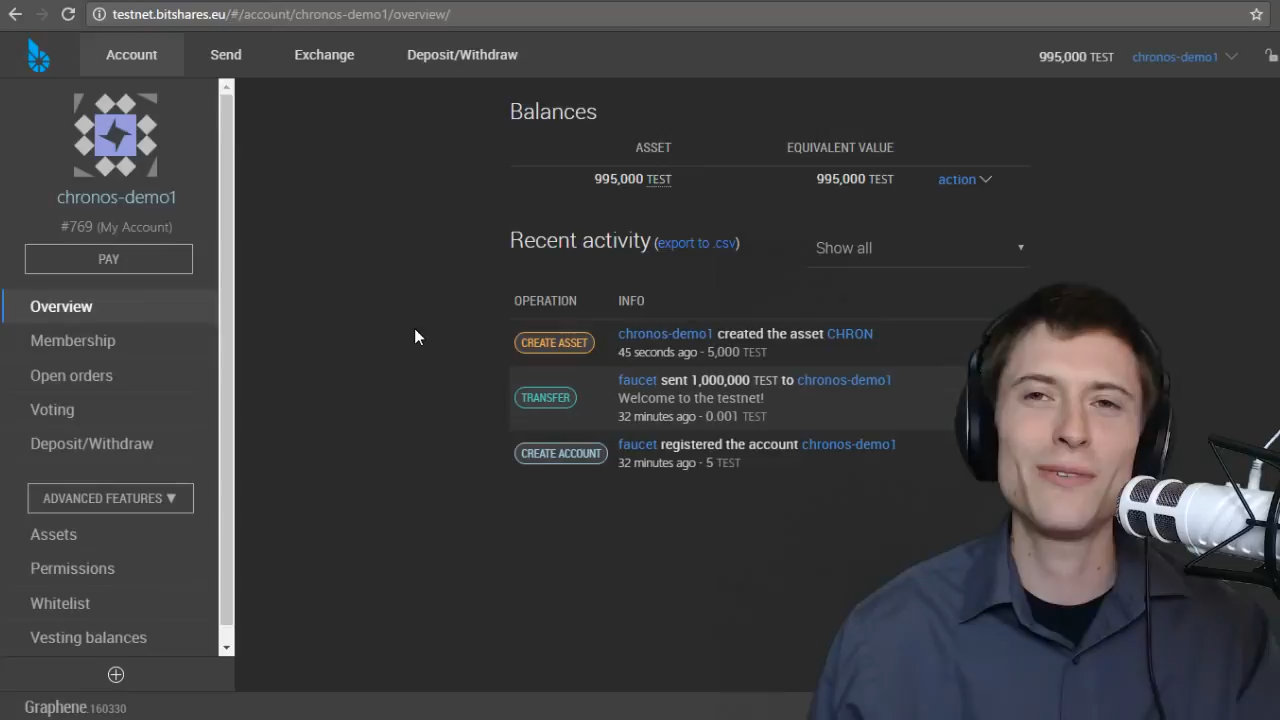 testnet.bitshares.eu/#/account/chronos-demo1/overview/
Account Send Exchange Deposit/Withdraw 995,000 TEST chronos-demo1
chronos-demo1
#769 (My Account)
PAY
Overview
Membership
Open orders
Voting
Deposit/Withdraw
ADVANCED FEATURES ▼
Assets
Permissions
Whitelist
Vesting balances
Graphene.160330
Balances
ASSET EQUIVALENT VALUE
995,000 TEST 995,000 TEST action
Recent activity (export to .csv) Show all
OPERATION INFO
CREATE ASSET chronos-demo1 created the asset CHRON
45 seconds ago - 5,000 TEST
TRANSFER faucet sent 1,000,000 TEST to chronos-demo1
Welcome to the testnet!
32 minutes ago - 0.001 TEST
CREATE ACCOUNT faucet registered the account chronos-demo1
32 minutes ago - 5 TEST